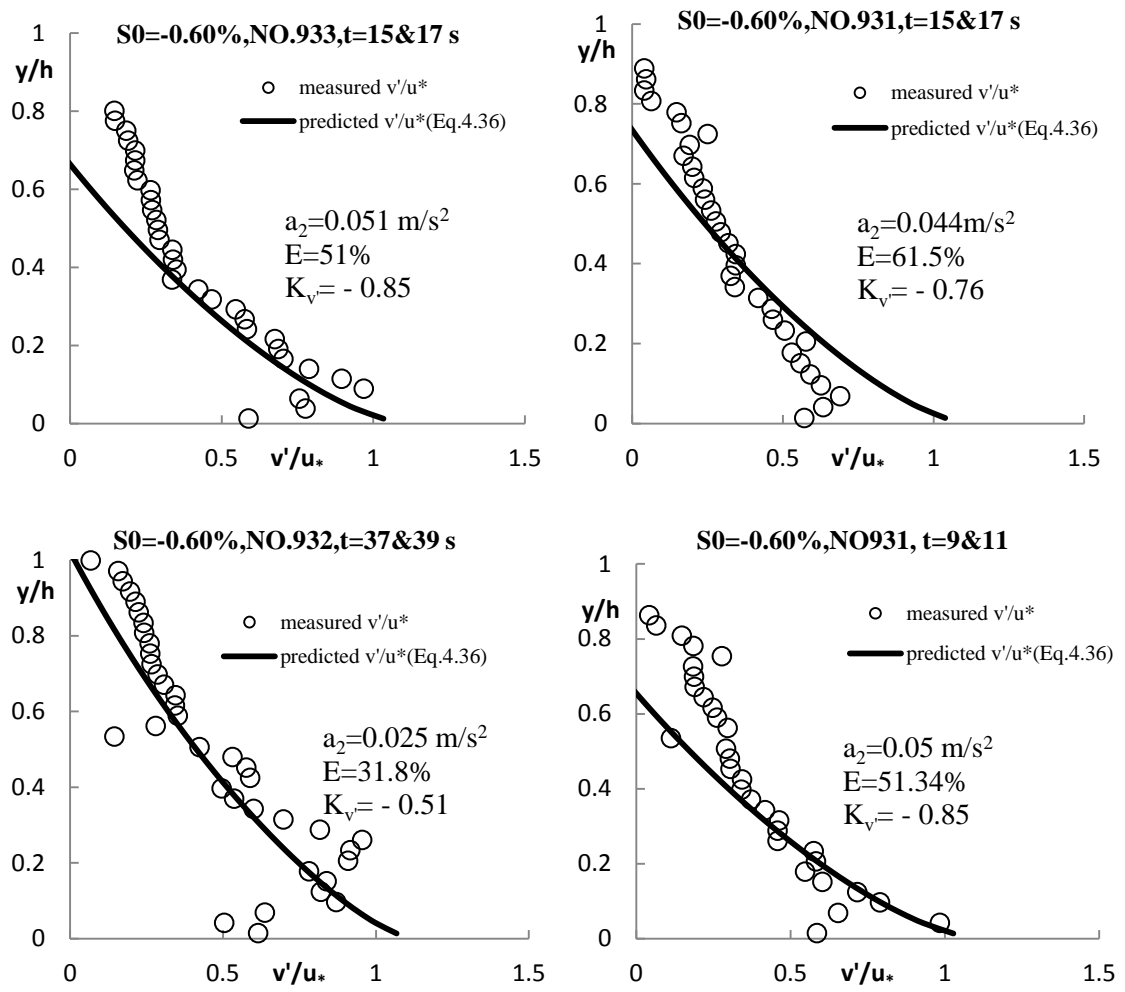 S0=-0.60%,NO.933,t=15&17 s
y/h
1
0.8
0.6
0.4
0.2
0
measured v'/u*
predicted v'/u*(Eq.4.36)
a2=0.051 m/s²
E=51%
Kv'= - 0.85
0 0.5 1 1.5
v'/u*
S0=-0.60%,NO.931,t=15&17 s
y/h
1
0.8
0.6
0.4
0.2
0
measured v'/u*
predicted v'/u*(Eq.4.36)
a2=0.044m/s²
E=61.5%
Kv'= - 0.76
0 0.5 1 1.5
v'/u*
S0=-0.60%,NO.932,t=37&39 s
y/h
1
0.8
0.6
0.4
0.2
0
measured v'/u*
predicted v'/u*(Eq.4.36)
a2=0.025 m/s²
E=31.8%
Kv'= - 0.51
0 0.5 1 1.5
v'/u*
S0=-0.60%,NO931, t=9&11
y/h
1
0.8
0.6
0.4
0.2
0
measured v'/u*
predicted v'/u*(Eq.4.36)
a2=0.05 m/s²
E=51.34%
Kv'= - 0.85
0 0.5 1 1.5
v'/u*